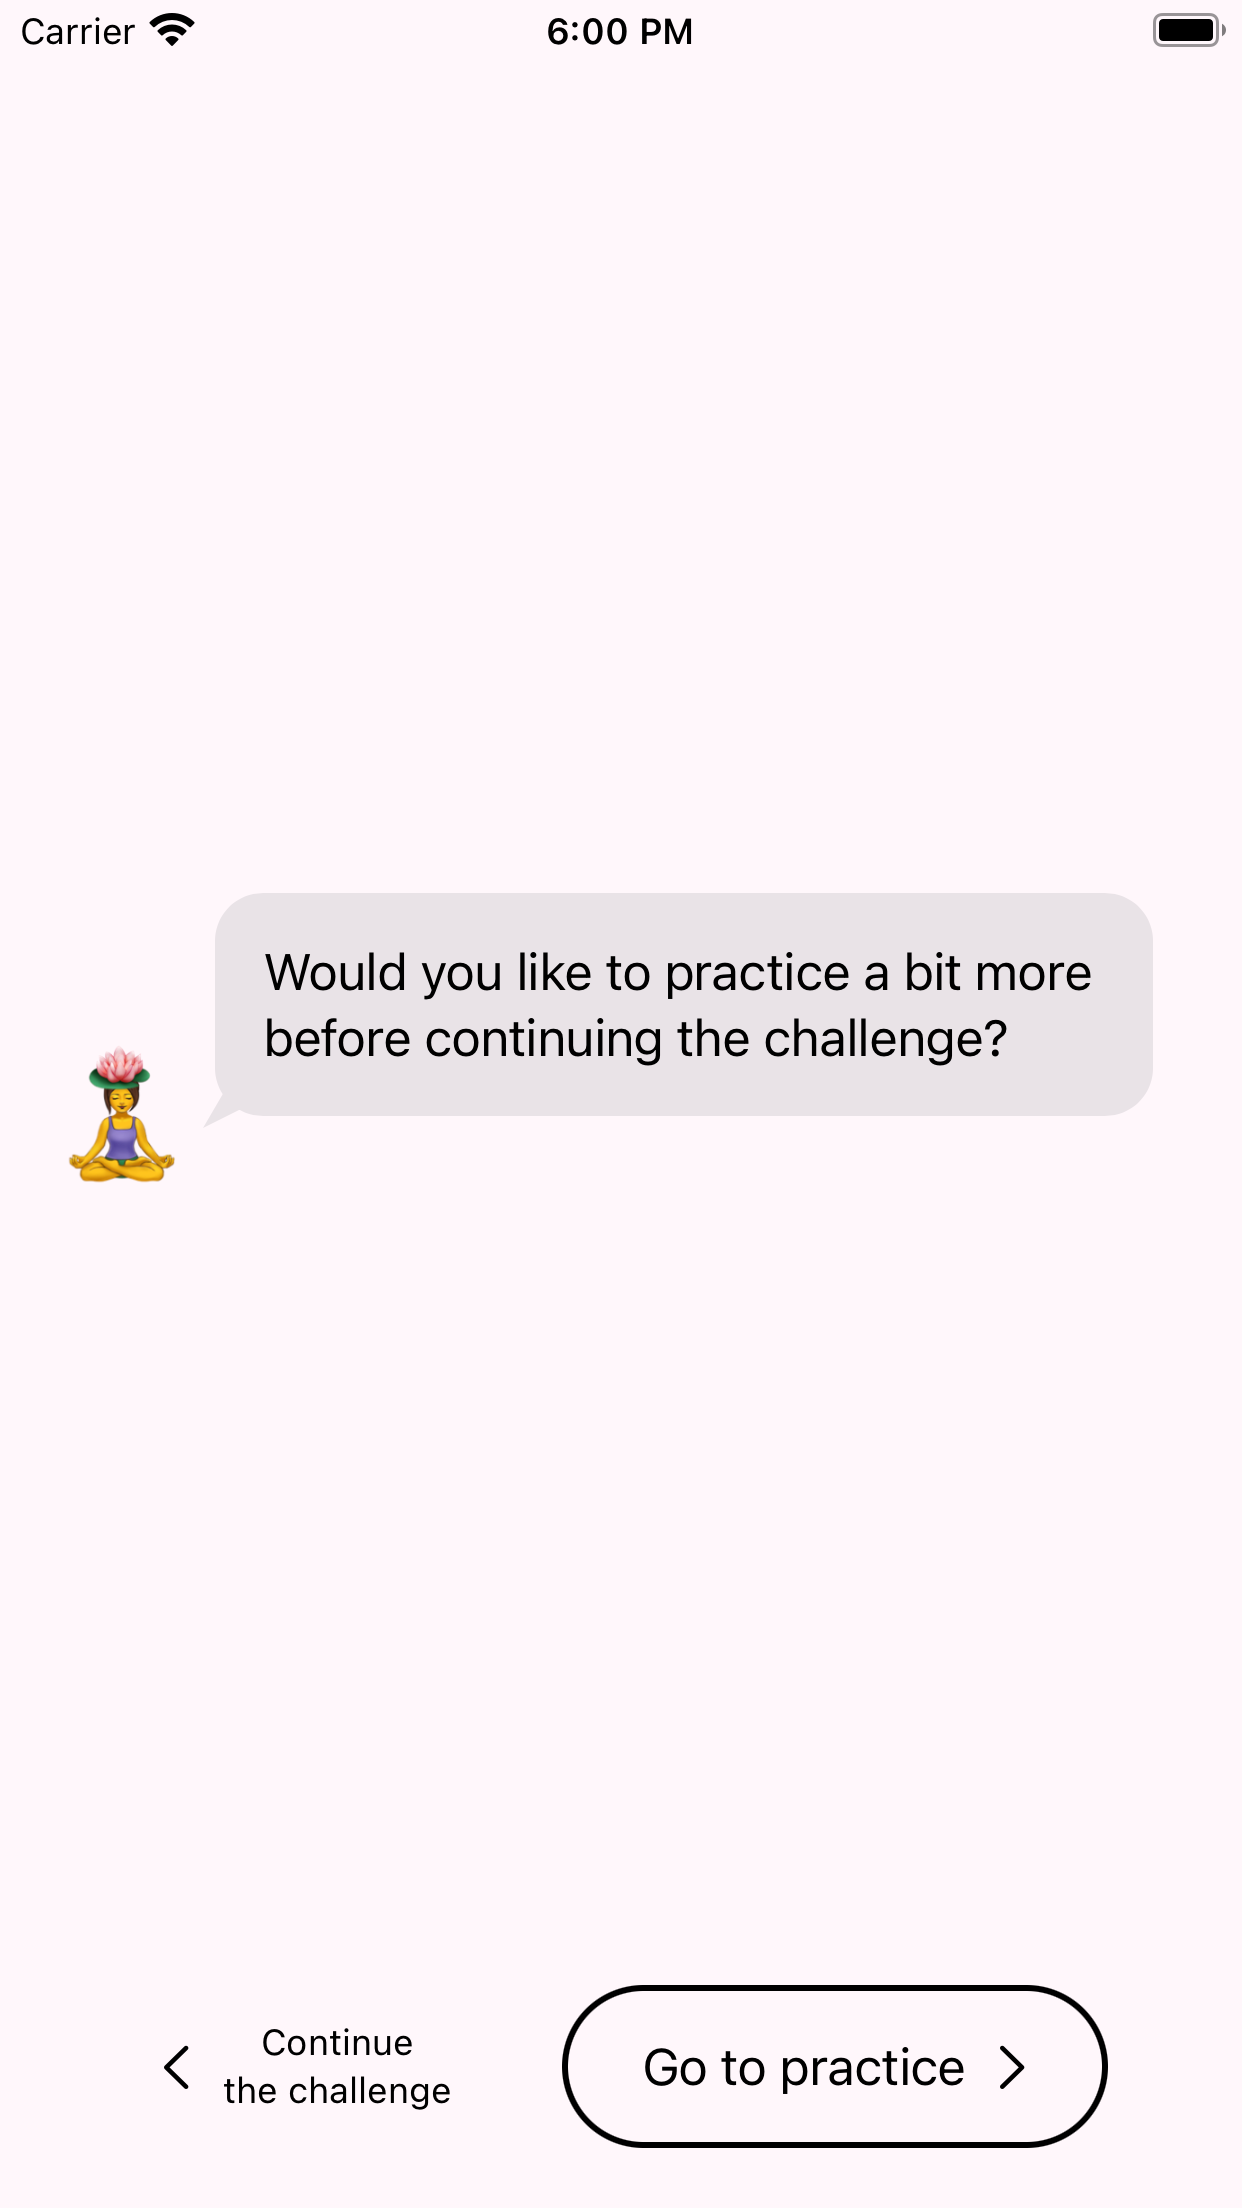 Carrier
6:00 PM
Would you like to practice a bit more
before continuing the challenge?
Continue
the challenge
Go to practice